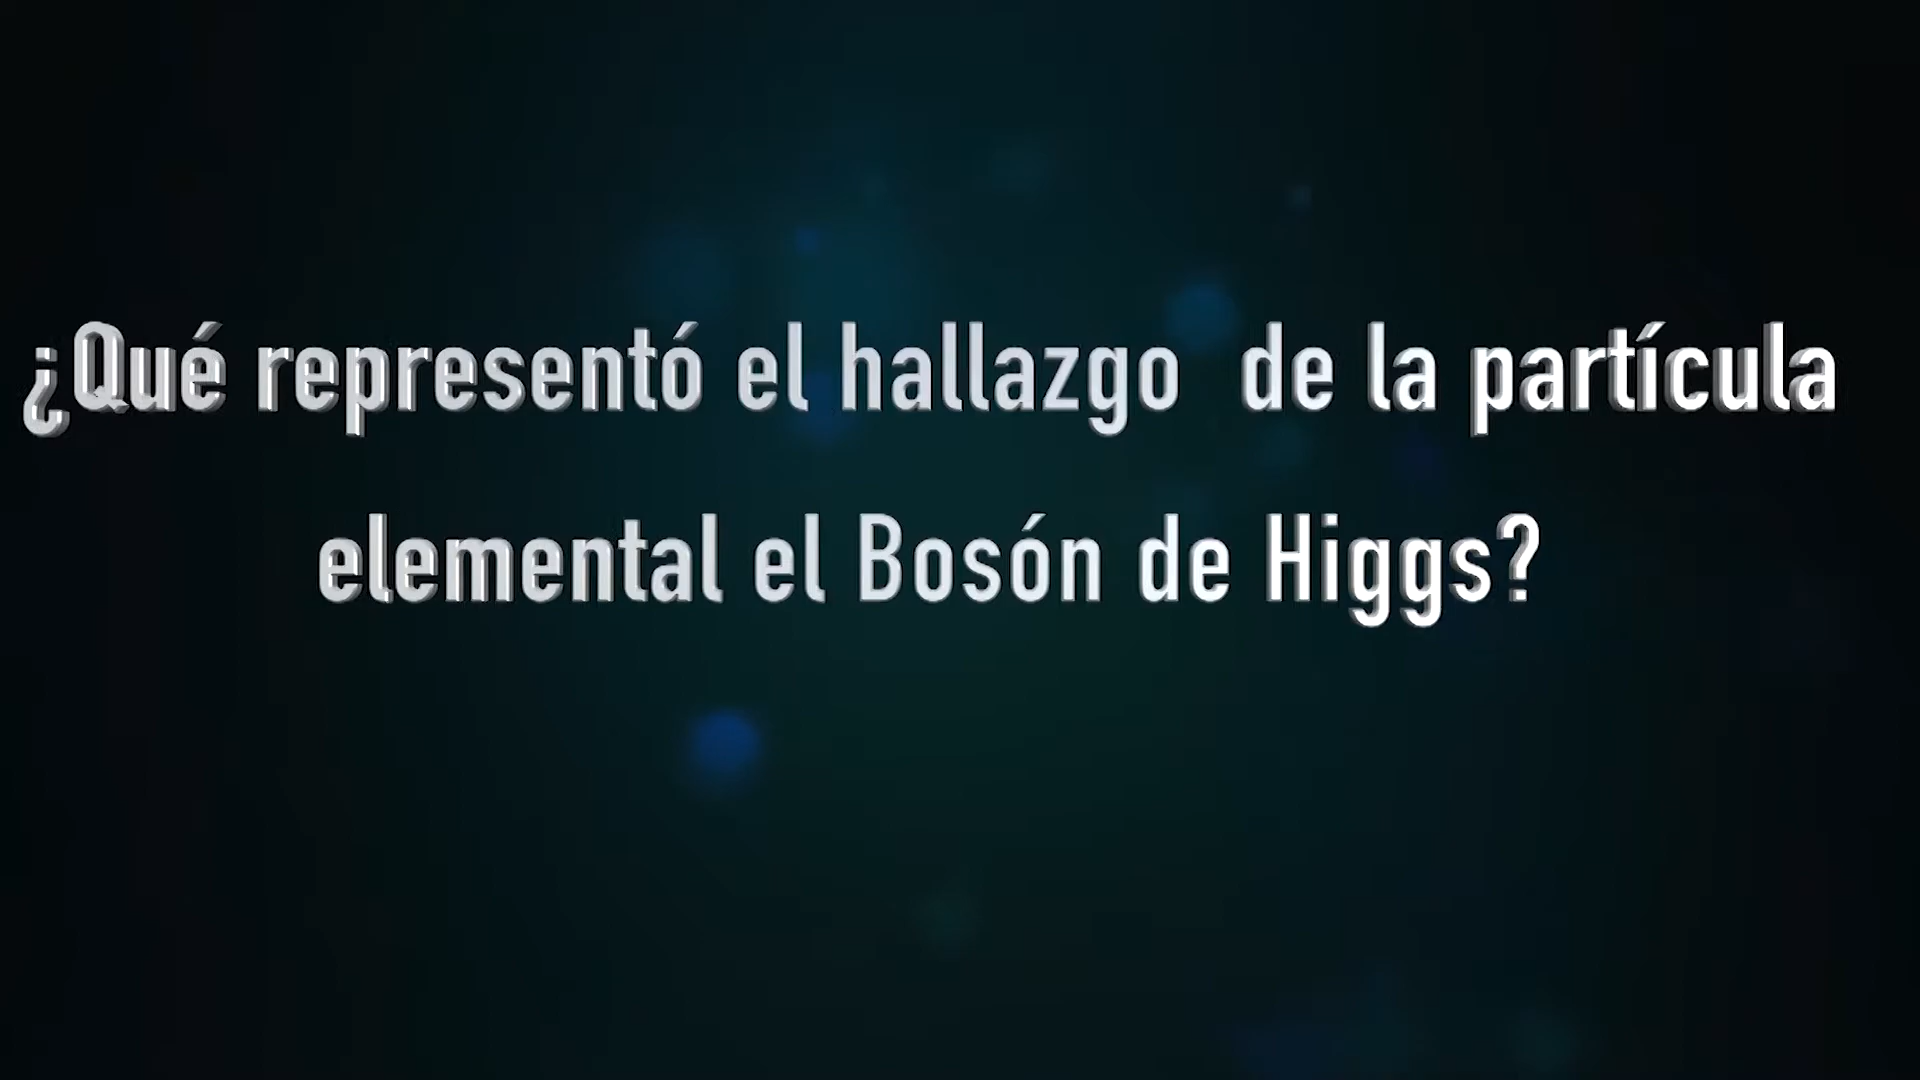 ¿Qué representó el hallazgo  de la partícula
elemental el Bosón de Higgs?